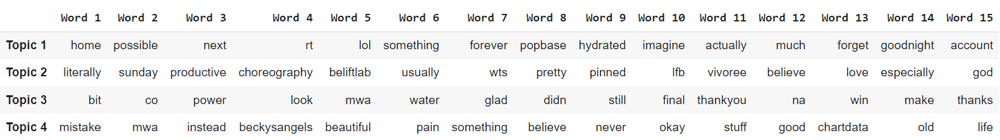 Word 1 Word 2 Word 3 Word 4 Word 5 Word 6 Word 7 Word 8 Word 9 Word 10 Word 11 Word 12 Word 13 Word 14 Word 15
Topic 1 home possible next rt lol something forever popbase hydrated imagine actually much forget goodnight account
Topic 2 literally sunday productive choreography beliftlab usually wts pretty pinned lfb vivoree believe love especially god
Topic 3 bit co power look mwa water glad didn still final thankyou na win make thanks
Topic 4 mistake mwa instead beckysangels beautiful pain something believe never okay stuff good chartdata old life